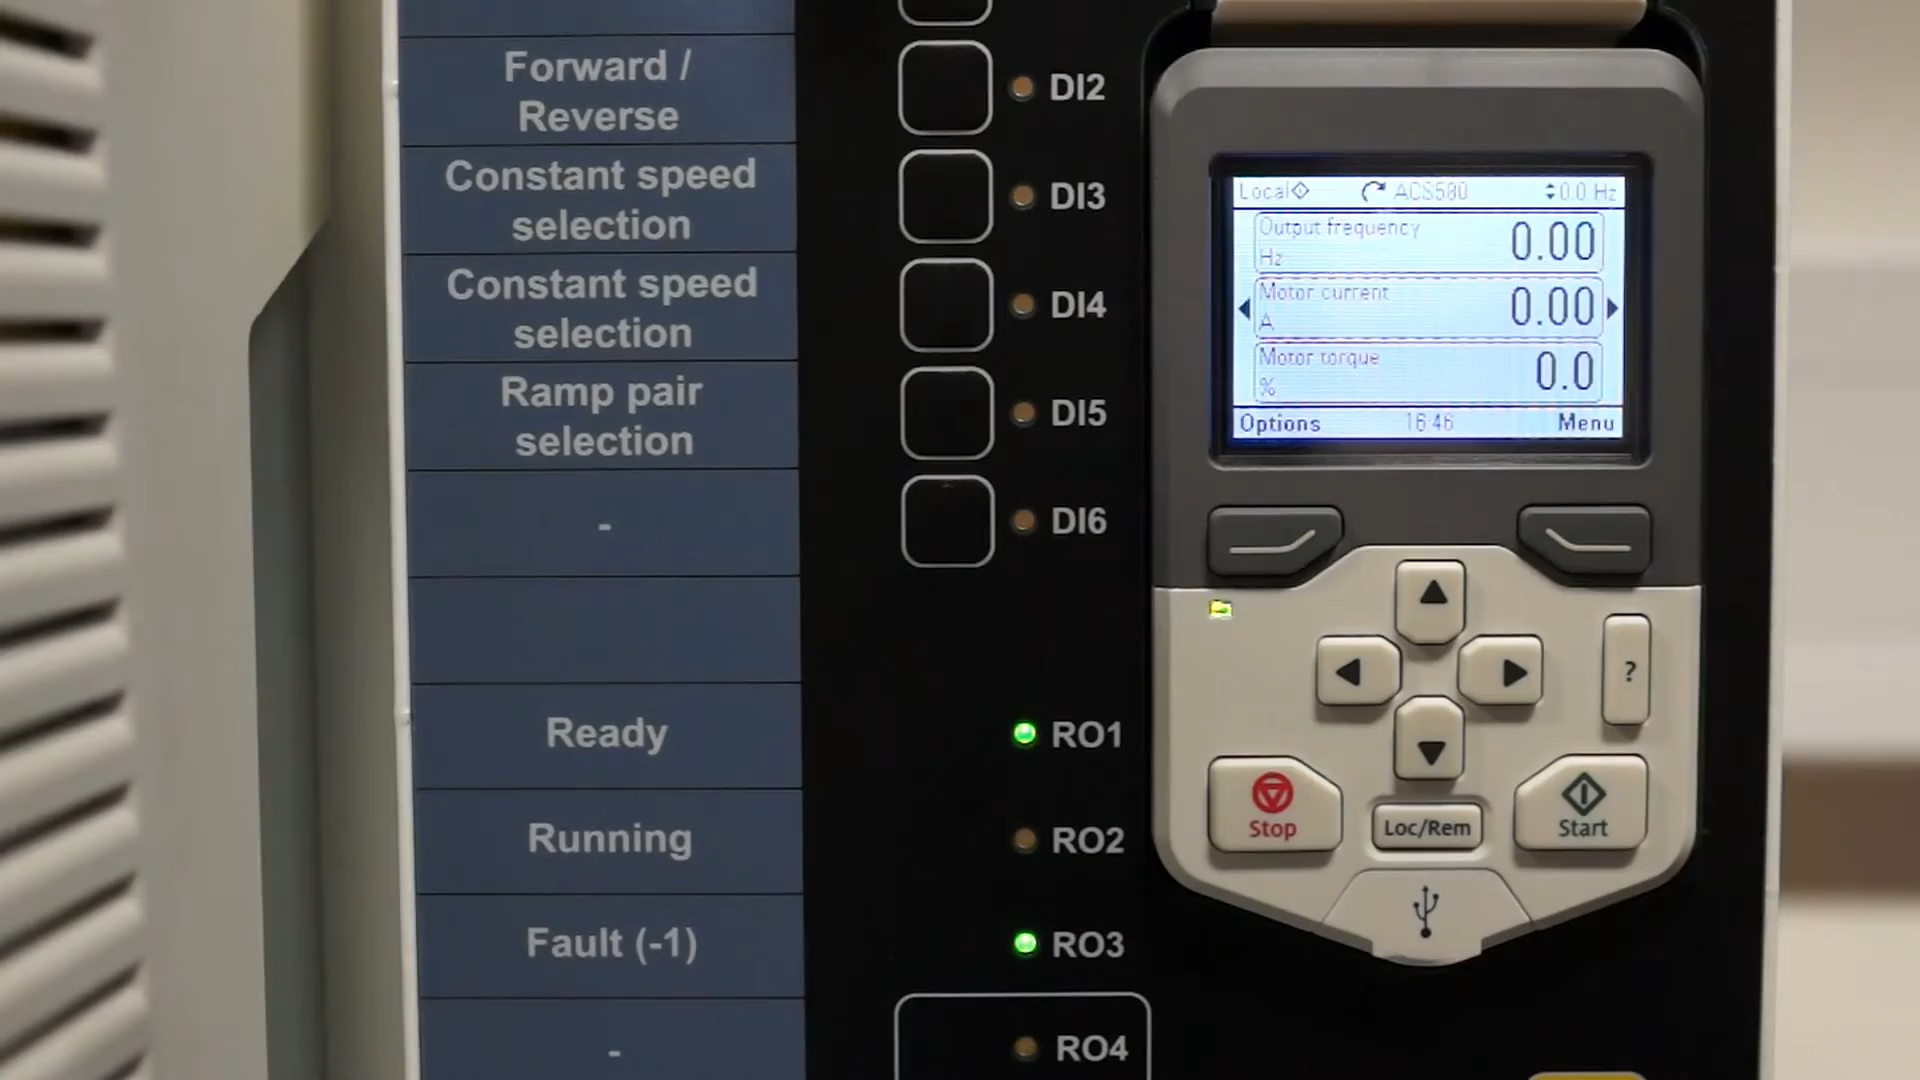 Forward /
Reverse
Constant speed
selection
Constant speed
selection
Ramp pair
selection
-
Ready
Running
Fault (-1)
-
DI2
DI3
DI4
DI5
DI6
RO1
RO2
RO3
RO4
Local ACS580 0.0 Hz
Output frequency
Hz 0.00
Motor current
A 0.00
Motor torque
% 0.0
Options 16:46 Menu
?
Stop Loc/Rem Start